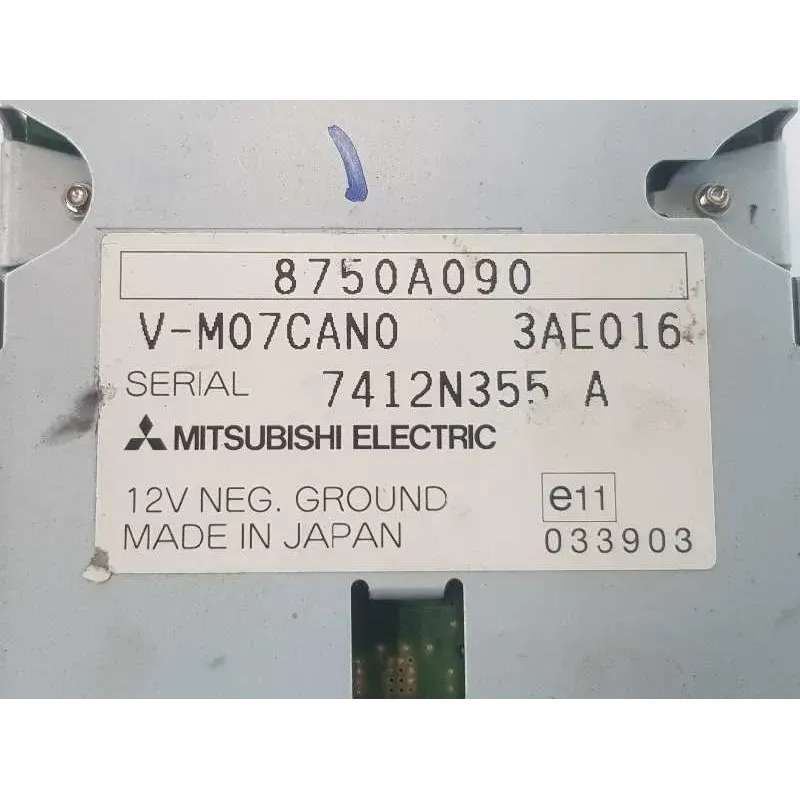 8750A090
V-M07CAN0 3AE016
SERIAL 7412N355 A
MITSUBISHI ELECTRIC
12V NEG. GROUND e11
MADE IN JAPAN 033903